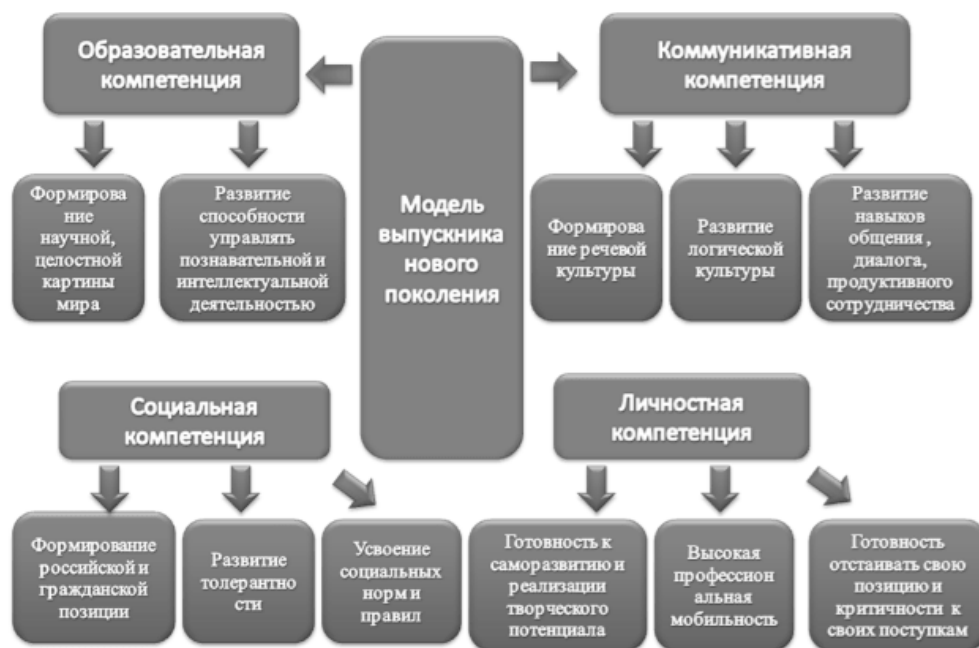 Образовательная
компетенция
Коммуникативная
компетенция
Модель
выпускника
нового
поколения
Формирова
ние
научной,
целостной
картины
мира
Развитие
способности
управлять
познавательной и
интеллектуальной
деятельностью
Формирова
ние речевой
культуры
Развитие
логической
культуры
Развитие
навыков
общения ,
диалога,
продуктивного
сотрудничества
Социальная
компетенция
Личностная
компетенция
Формирование
российской и
гражданской
позиции
Развитие
толерантно
сти
Усвоение
социальных
норм и
правил
Готовность к
саморазвитию и
реализации
творческого
потенциала
Высокая
профессион
альная
мобильность
Готовность
отстаивать свою
позицию и
критичности к
своих поступкам